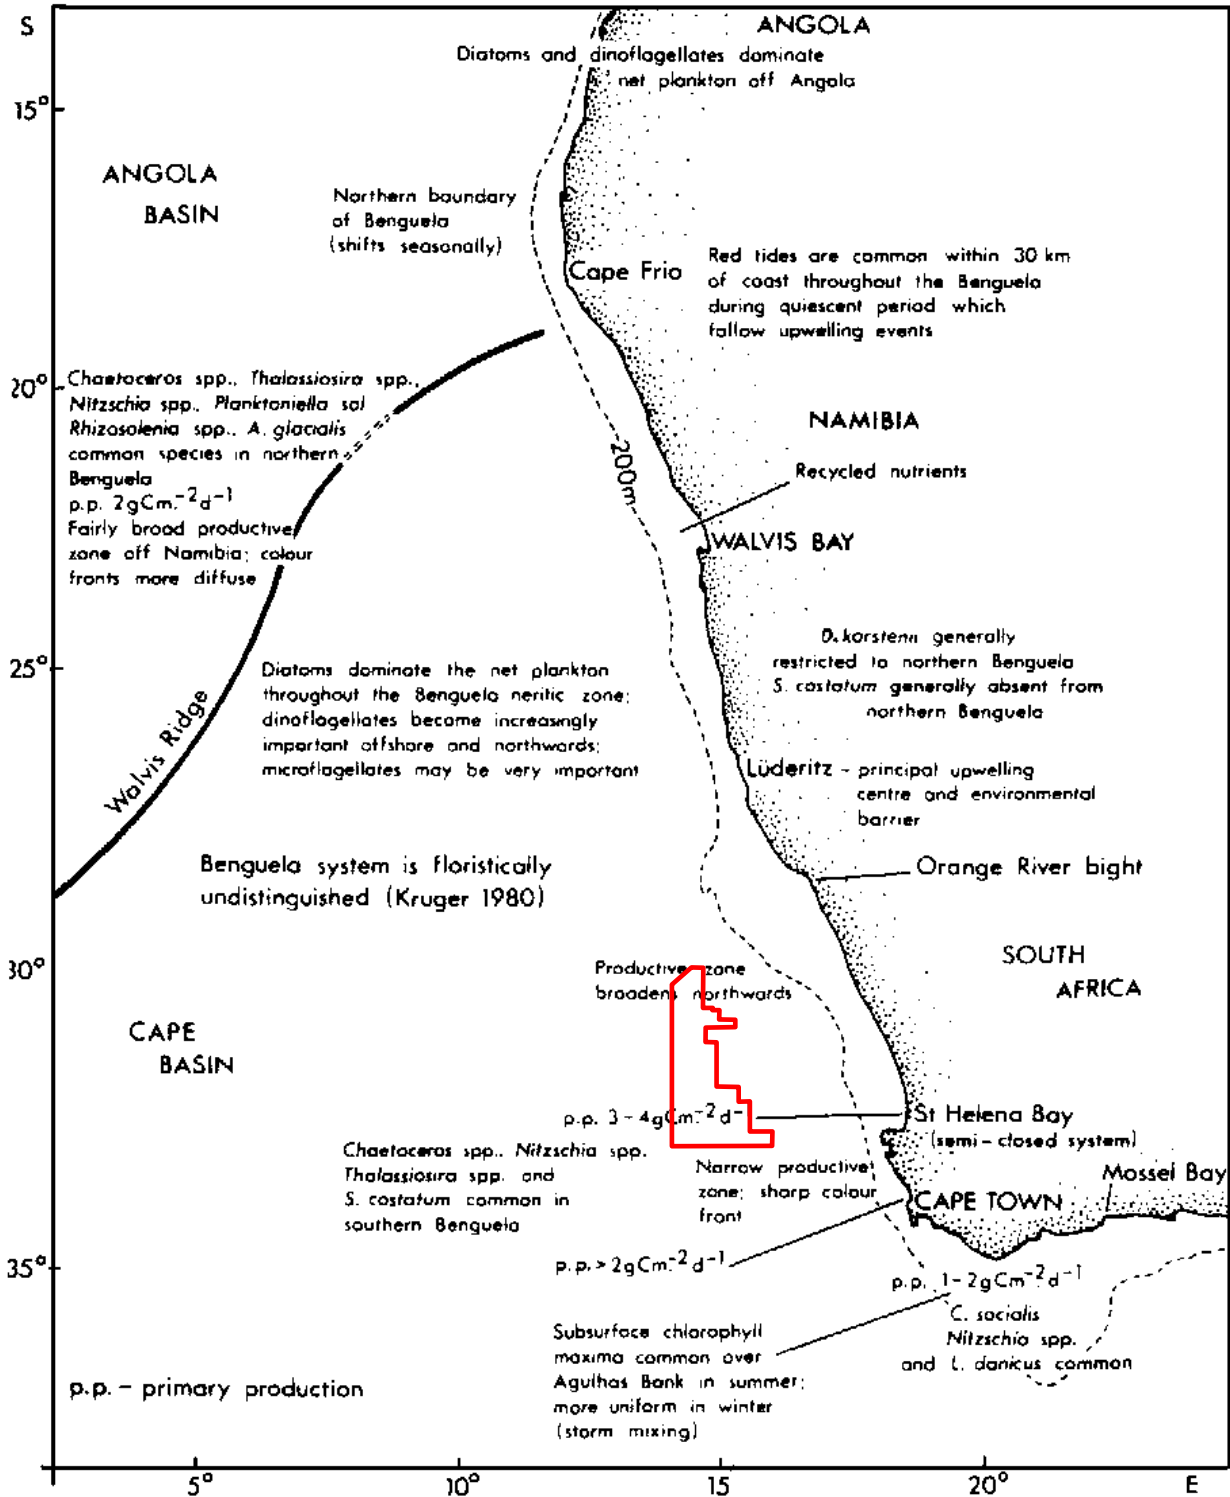 S
ANGOLA
Diatoms and dinoflagellates dominate
net plankton off Angola
15°
ANGOLA
BASIN
Northern boundary
of Benguela
(shifts seasonally)
Cape Frio
Red tides are common within 30 km
of coast throughout the Benguela
during quiescent period which
follow upwelling events
20°
Chaetoceros spp., Thalassiosira spp.,
Nitzschia spp., Planktoniella sol
Rhizosolenia spp., A. glacialis
common species in northern
Benguela
p.p. 2gCm.⁻²d⁻¹
Fairly broad productive
zone off Namibia; colour
fronts more diffuse
NAMIBIA
200m
Recycled nutrients
WALVIS BAY
D. karstenii generally
restricted to northern Benguela
S. costatum generally absent from
northern Benguela
25°
Diatoms dominate the net plankton
throughout the Benguela neritic zone;
dinoflagellates become increasingly
important offshore and northwards;
microflagellates may be very important
Walvis Ridge
Lüderitz - principal upwelling
centre and environmental
barrier
Benguela system is floristically
undistinguished (Kruger 1980)
Orange River bight
30°
Productive zone
broadens northwards
SOUTH
AFRICA
CAPE
BASIN
p.p. 3-4gCm.⁻²d⁻
St Helena Bay
(semi-closed system)
Chaetoceros spp., Nitzschia spp.
Thalassiosira spp. and
S. costatum common in
southern Benguela
Narrow productive
zone; sharp colour
front
Mossel Bay
CAPE TOWN
35°
p.p. > 2gCm.⁻²d⁻¹
p.p. 1-2gCm.⁻²d⁻¹
C. socialis
Nitzschia spp.
and L. danicus common
Subsurface chlorophyll
maxima common over
Agulhas Bank in summer;
more uniform in winter
(storm mixing)
p.p. - primary production
5°
10°
15
20°
E